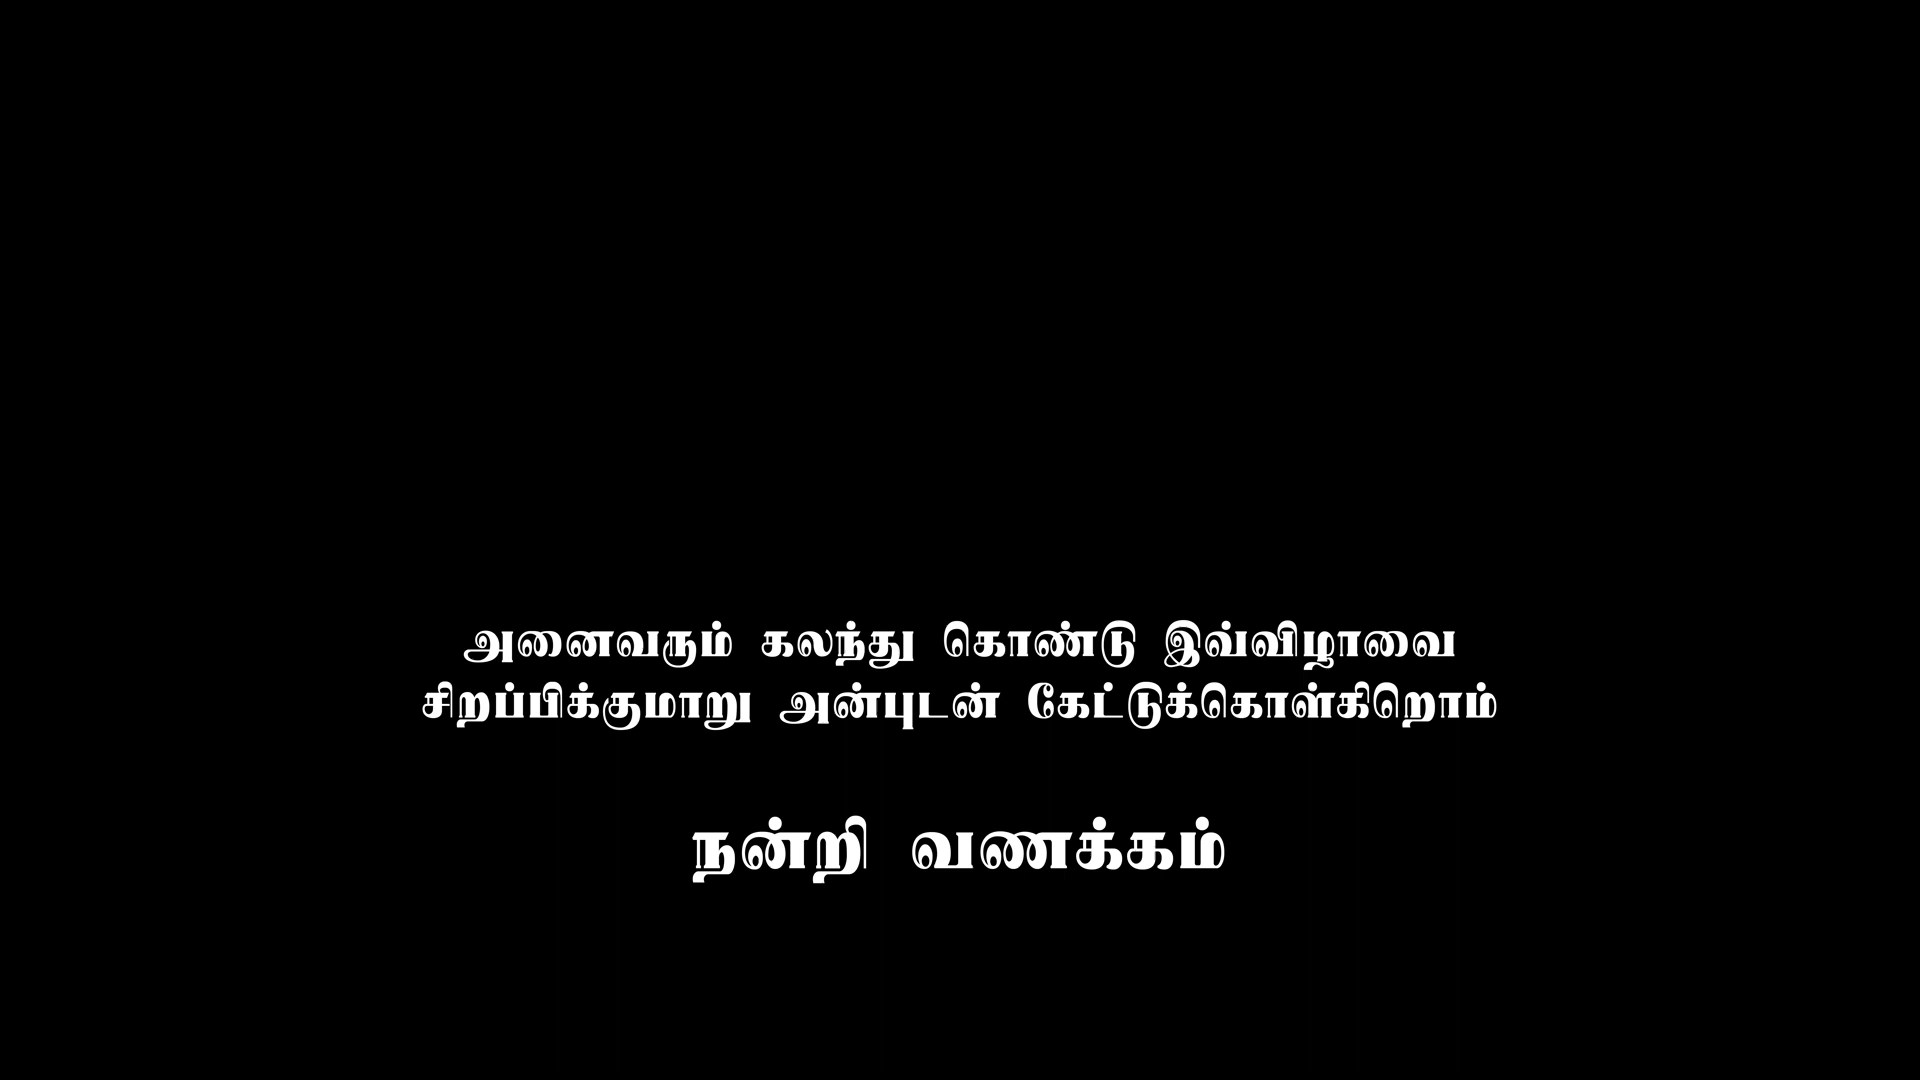 அனைவரும் கலந்து கொண்டு இவ்விழாவை
சிறப்பிக்குமாறு அன்புடன் கேட்டுக்கொள்கிறொம்
நன்றி வணக்கம்